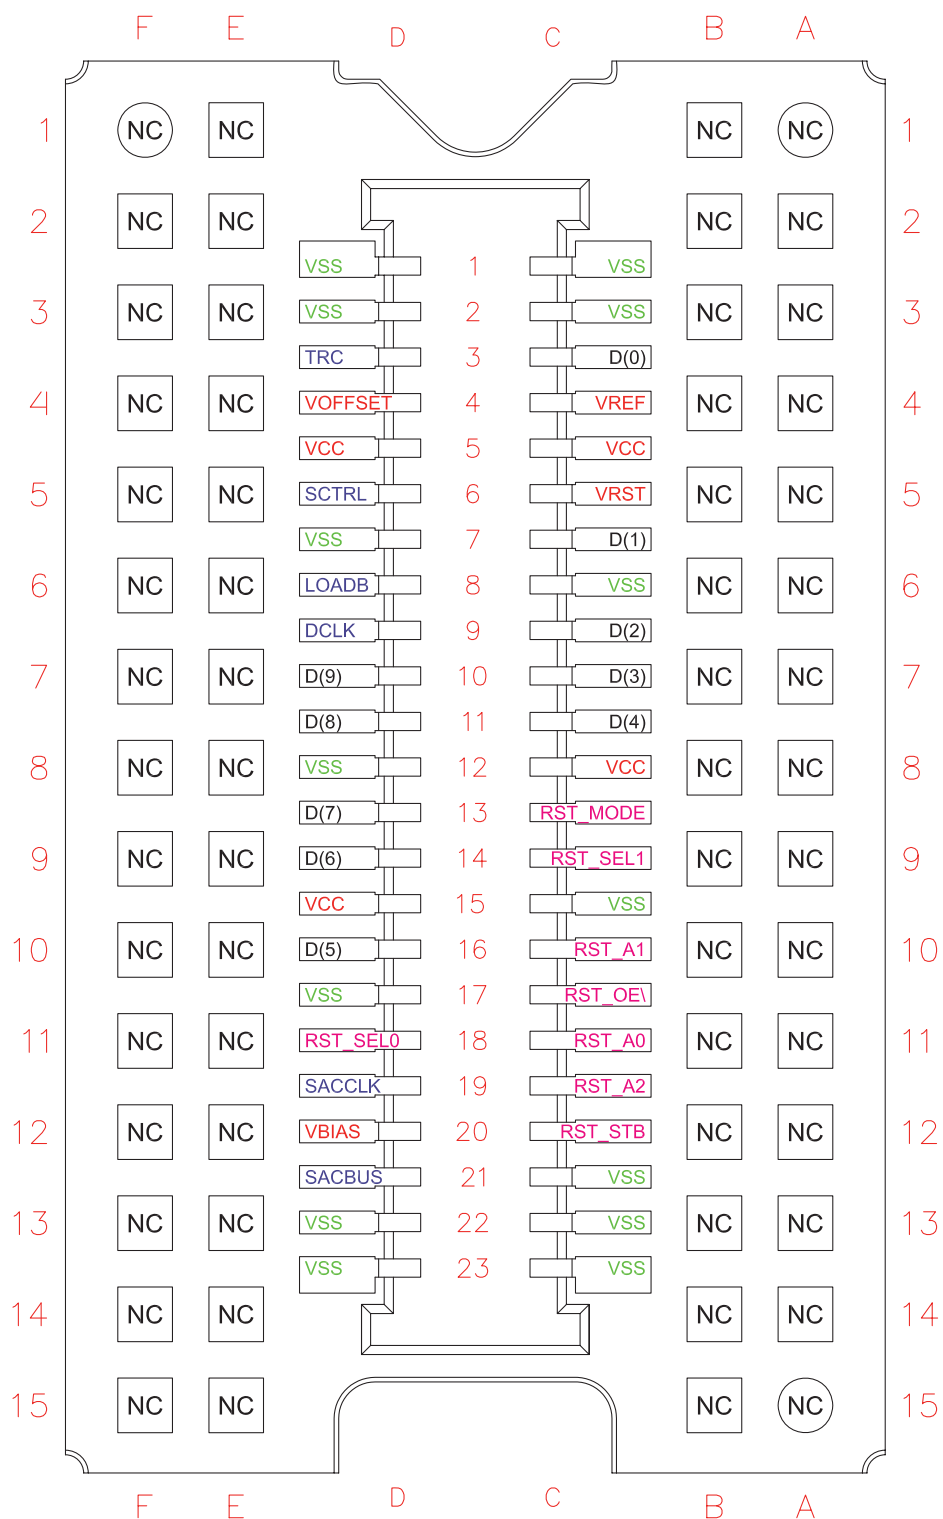 F E D C B A
1 NC NC NC NC 1
2 NC NC NC NC 2
VSS 1 VSS
3 NC NC VSS 2 VSS NC NC 3
TRC 3 D(0)
4 NC NC VOFFSET 4 VREF NC NC 4
VCC 5 VCC
5 NC NC SCTRL 6 VRST NC NC 5
VSS 7 D(1)
6 NC NC LOADB 8 VSS NC NC 6
DCLK 9 D(2)
7 NC NC D(9) 10 D(3) NC NC 7
D(8) 11 D(4)
8 NC NC VSS 12 VCC NC NC 8
D(7) 13 RST_MODE
9 NC NC D(6) 14 RST_SEL1 NC NC 9
VCC 15 VSS
10 NC NC D(5) 16 RST_A1 NC NC 10
VSS 17 RST_OE\
11 NC NC RST_SEL0 18 RST_A0 NC NC 11
SACCLK 19 RST_A2
12 NC NC VBIAS 20 RST_STB NC NC 12
SACBUS 21 VSS
13 NC NC VSS 22 VSS NC NC 13
VSS 23 VSS
14 NC NC NC NC 14
15 NC NC NC NC 15
F E D C B A